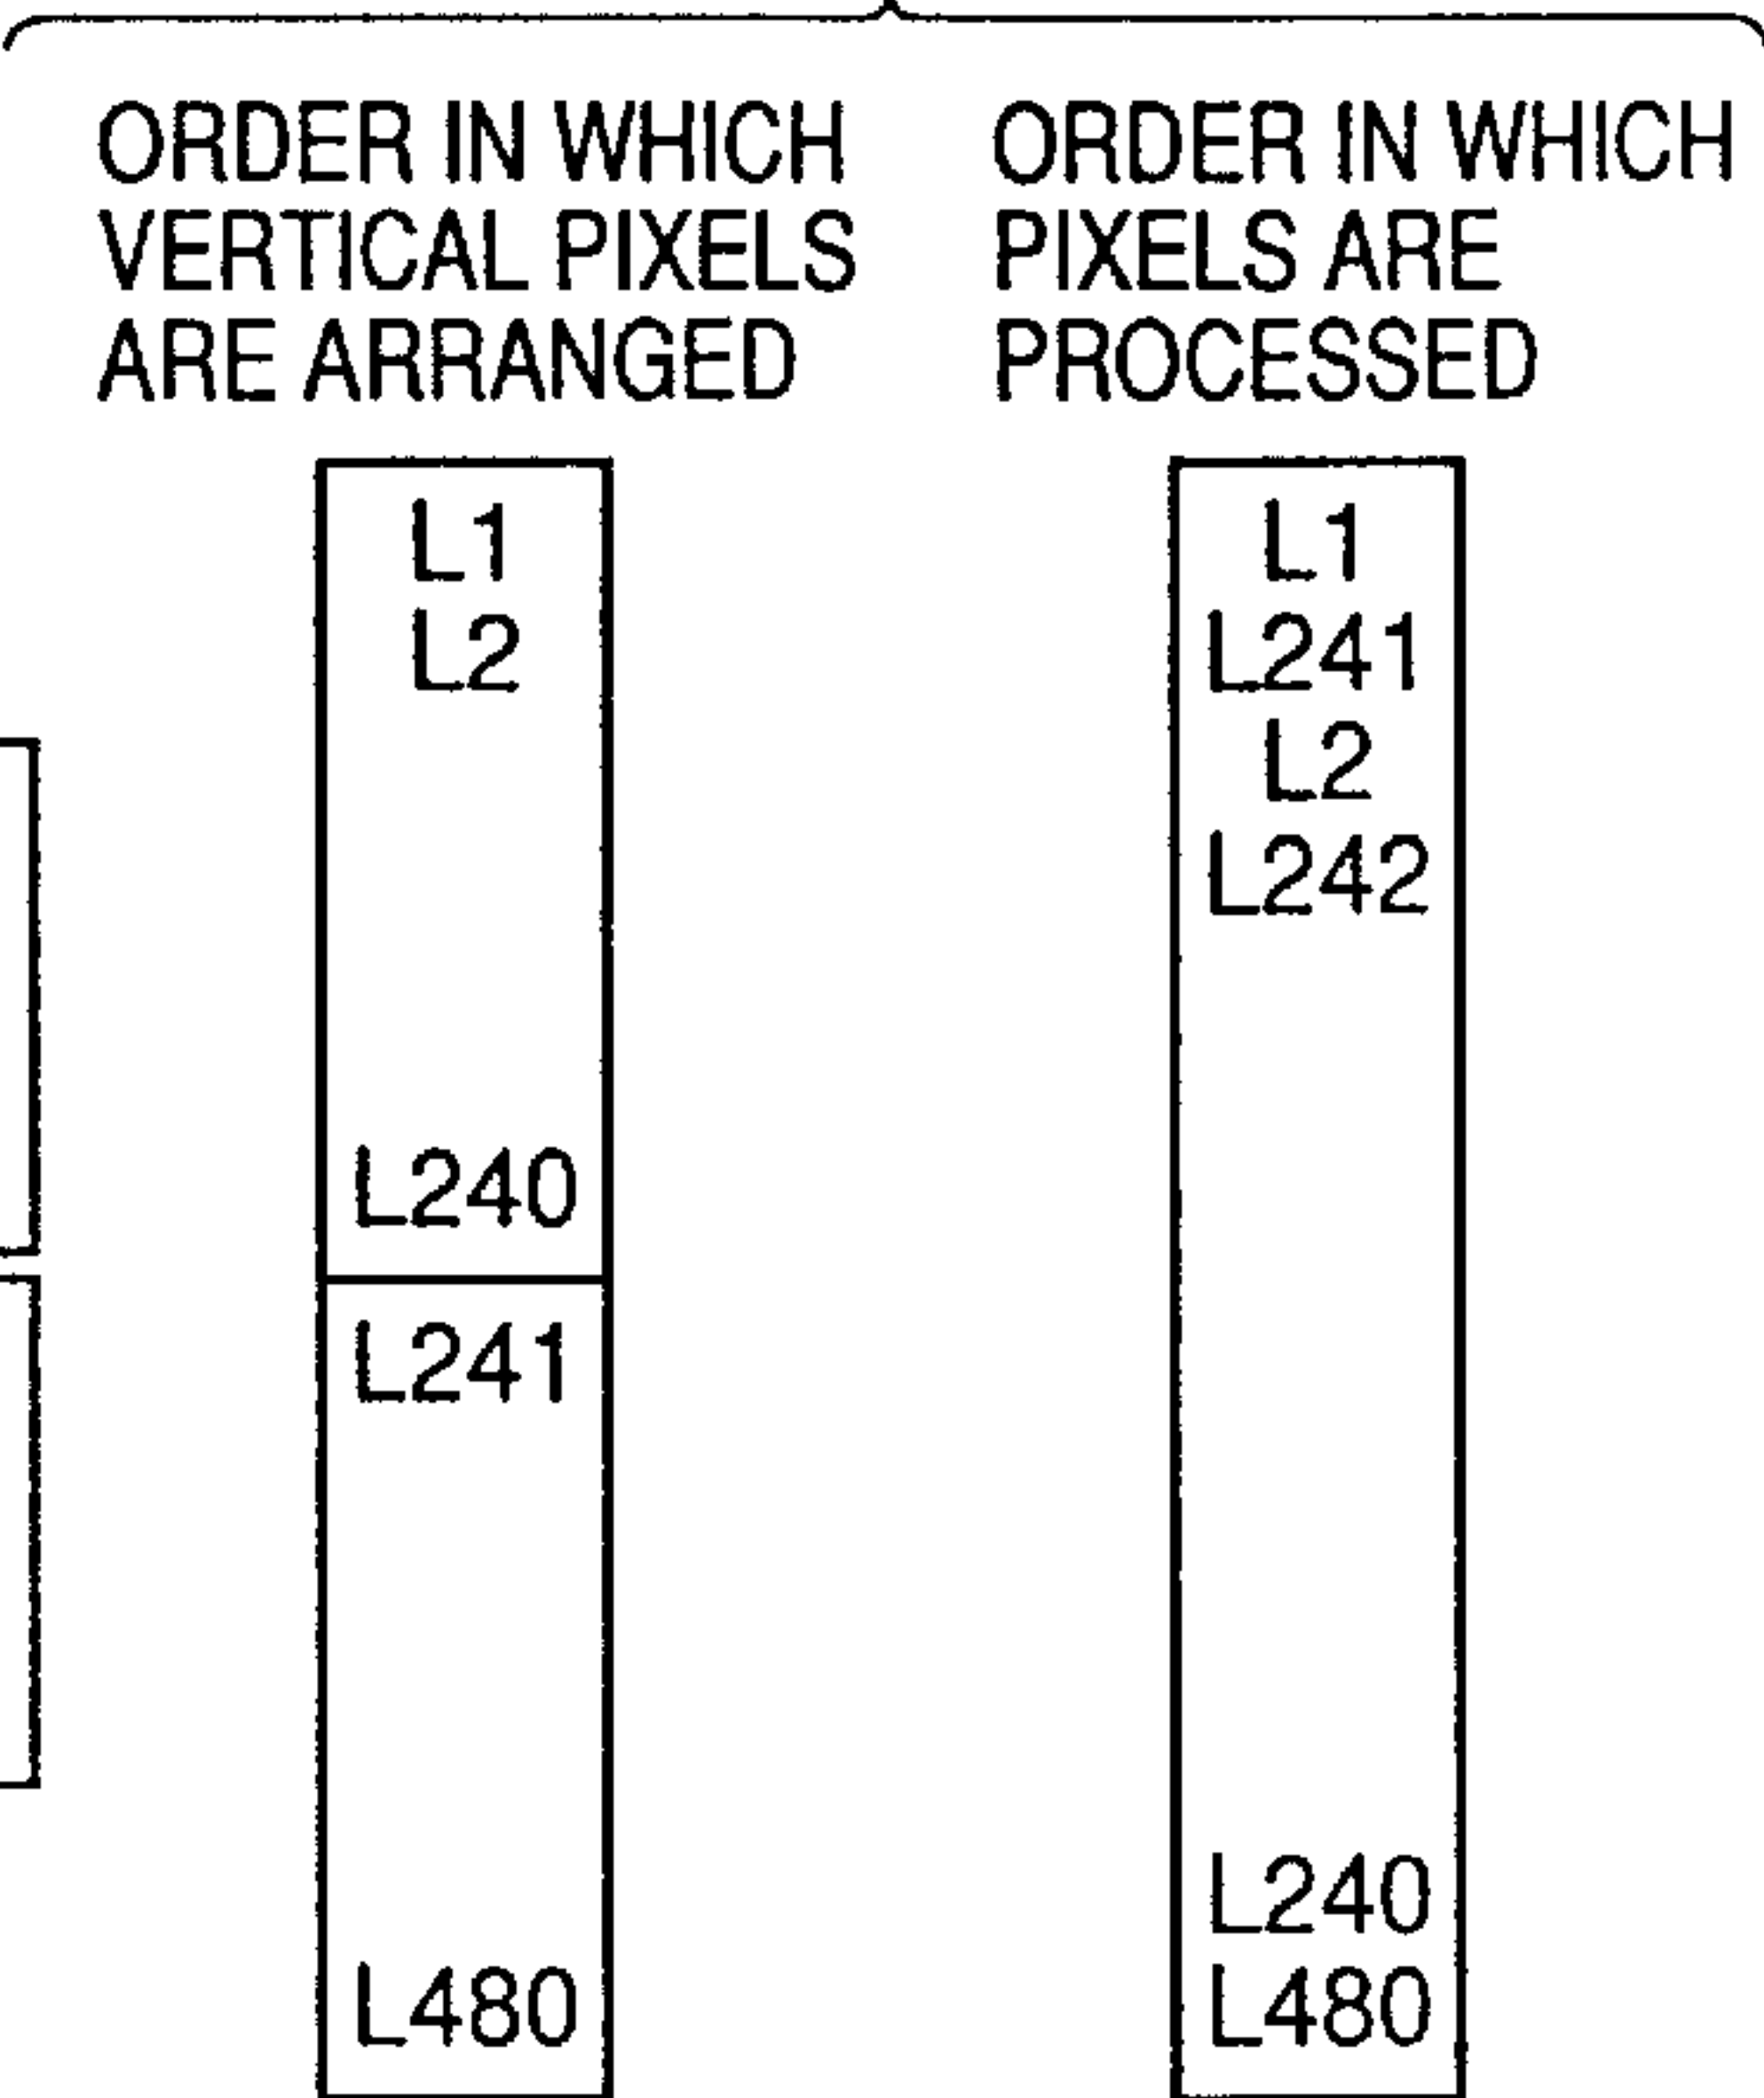 ORDER IN WHICH
VERTICAL PIXELS
ARE ARRANGED
L1
L2
L240
L241
L480
ORDER IN WHICH
PIXELS ARE
PROCESSED
L1
L241
L2
L242
L240
L480